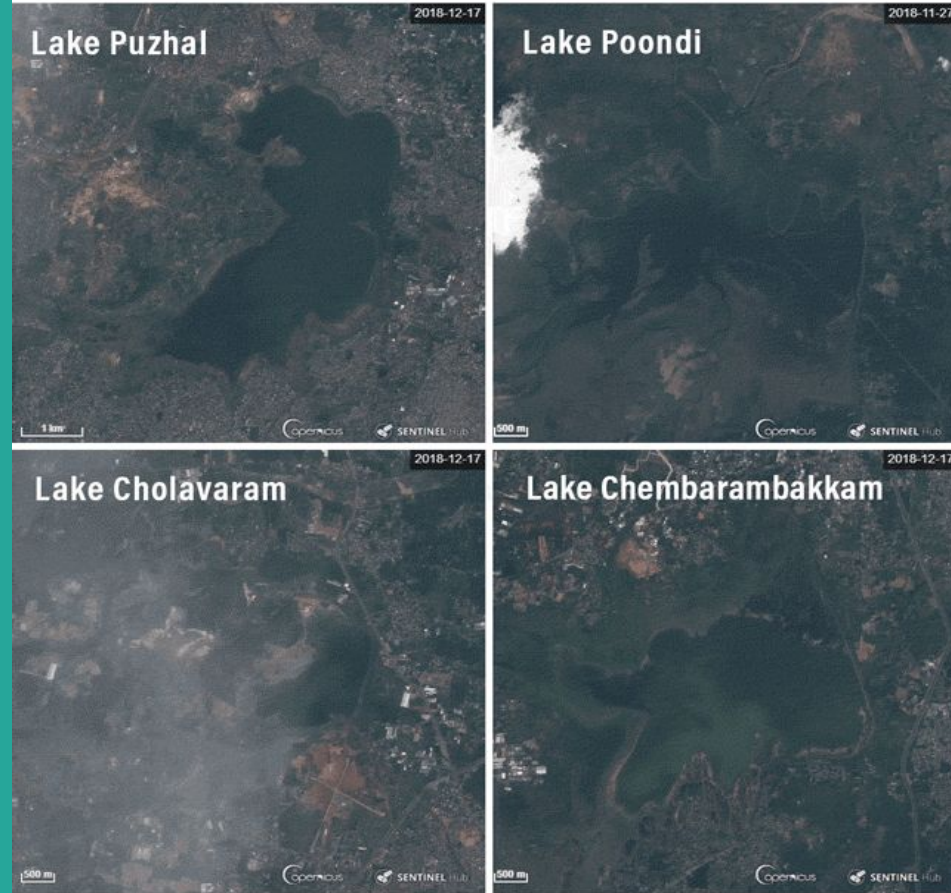 2018-12-17
Lake Puzhal
1 km
Copernicus
SENTINEL Hub
2018-11-27
Lake Poondi
500 m
Copernicus
SENTINEL Hub
2018-12-17
Lake Cholavaram
500 m
Copernicus
SENTINEL Hub
2018-12-17
Lake Chembarambakkam
500 m
Copernicus
SENTINEL Hub